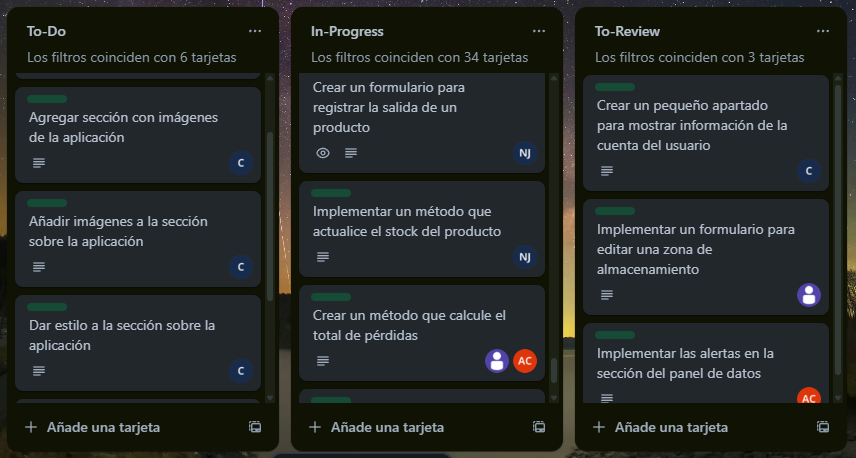 To-Do
Los filtros coinciden con 6 tarjetas
Agregar sección con imágenes
de la aplicación
C
Añadir imágenes a la sección
sobre la aplicación
C
Dar estilo a la sección sobre la
aplicación
C
Añade una tarjeta
In-Progress
Los filtros coinciden con 34 tarjetas
Crear un formulario para
registrar la salida de un
producto
NJ
Implementar un método que
actualice el stock del producto
NJ
Crear un método que calcule el
total de pérdidas
AC
Añade una tarjeta
To-Review
Los filtros coinciden con 3 tarjetas
Crear un pequeño apartado
para mostrar información de la
cuenta del usuario
C
Implementar un formulario para
editar una zona de
almacenamiento
Implementar las alertas en la
sección del panel de datos
AC
Añade una tarjeta